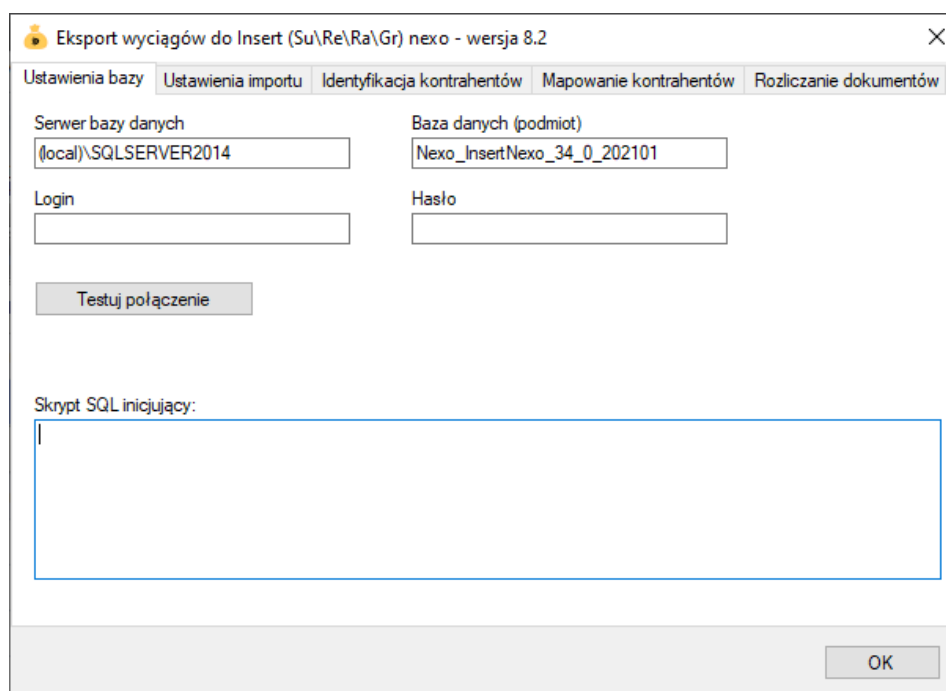 Eksport wyciągów do Insert (Su\Re\Ra\Gr) nexo - wersja 8.2
Ustawienia bazy Ustawienia importu Identyfikacja kontrahentów Mapowanie kontrahentów Rozliczanie dokumentów
Serwer bazy danych Baza danych (podmiot)
(local)\SQLSERVER2014 Nexo_InsertNexo_34_0_202101
Login Hasło
Testuj połączenie
Skrypt SQL inicjujący:
OK